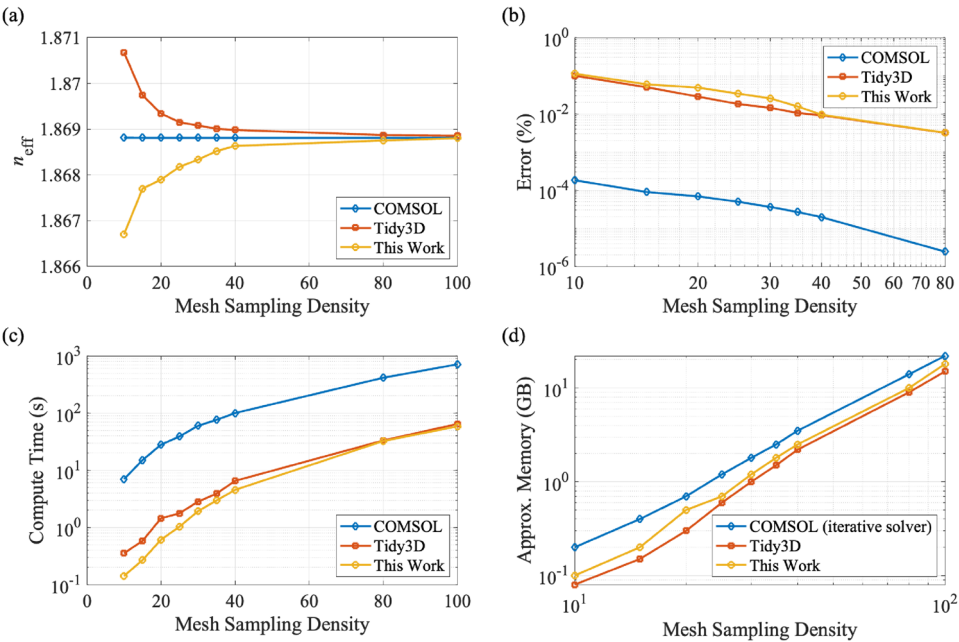 (a)
n_eff
1.871
1.87
1.869
1.868
1.867
1.866
0
20
40
60
80
100
Mesh Sampling Density
COMSOL
Tidy3D
This Work
(b)
Error (%)
10^0
10^-2
10^-4
10^-6
10
20
30
40
50
60
70
80
Mesh Sampling Density
COMSOL
Tidy3D
This Work
(c)
Compute Time (s)
10^3
10^2
10^1
10^0
10^-1
0
20
40
60
80
100
Mesh Sampling Density
COMSOL
Tidy3D
This Work
(d)
Approx. Memory (GB)
10^1
10^0
10^-1
10^1
10^2
Mesh Sampling Density
COMSOL (iterative solver)
Tidy3D
This Work